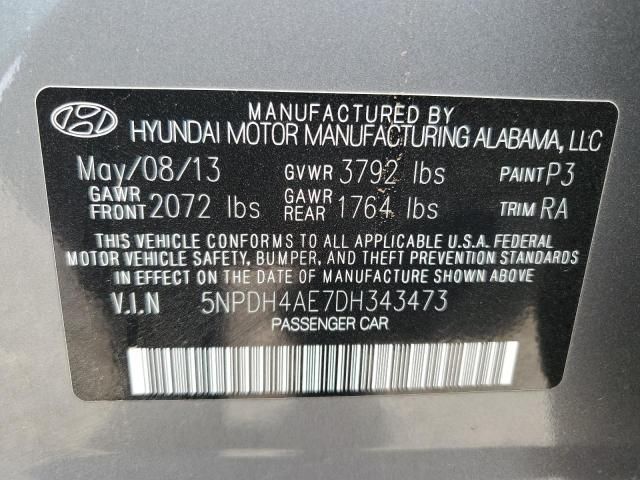 MANUFACTURED BY
HYUNDAI MOTOR MANUFACTURING ALABAMA, LLC
May/08/13 GVWR 3792 lbs PAINT P3
GAWR FRONT 2072 lbs GAWR REAR 1764 lbs TRIM RA
THIS VEHICLE CONFORMS TO ALL APPLICABLE U.S.A. FEDERAL
MOTOR VEHICLE SAFETY, BUMPER, AND THEFT PREVENTION STANDARDS
IN EFFECT ON THE DATE OF MANUFACTURE SHOWN ABOVE.
V.I.N 5NPDH4AE7DH343473
PASSENGER CAR